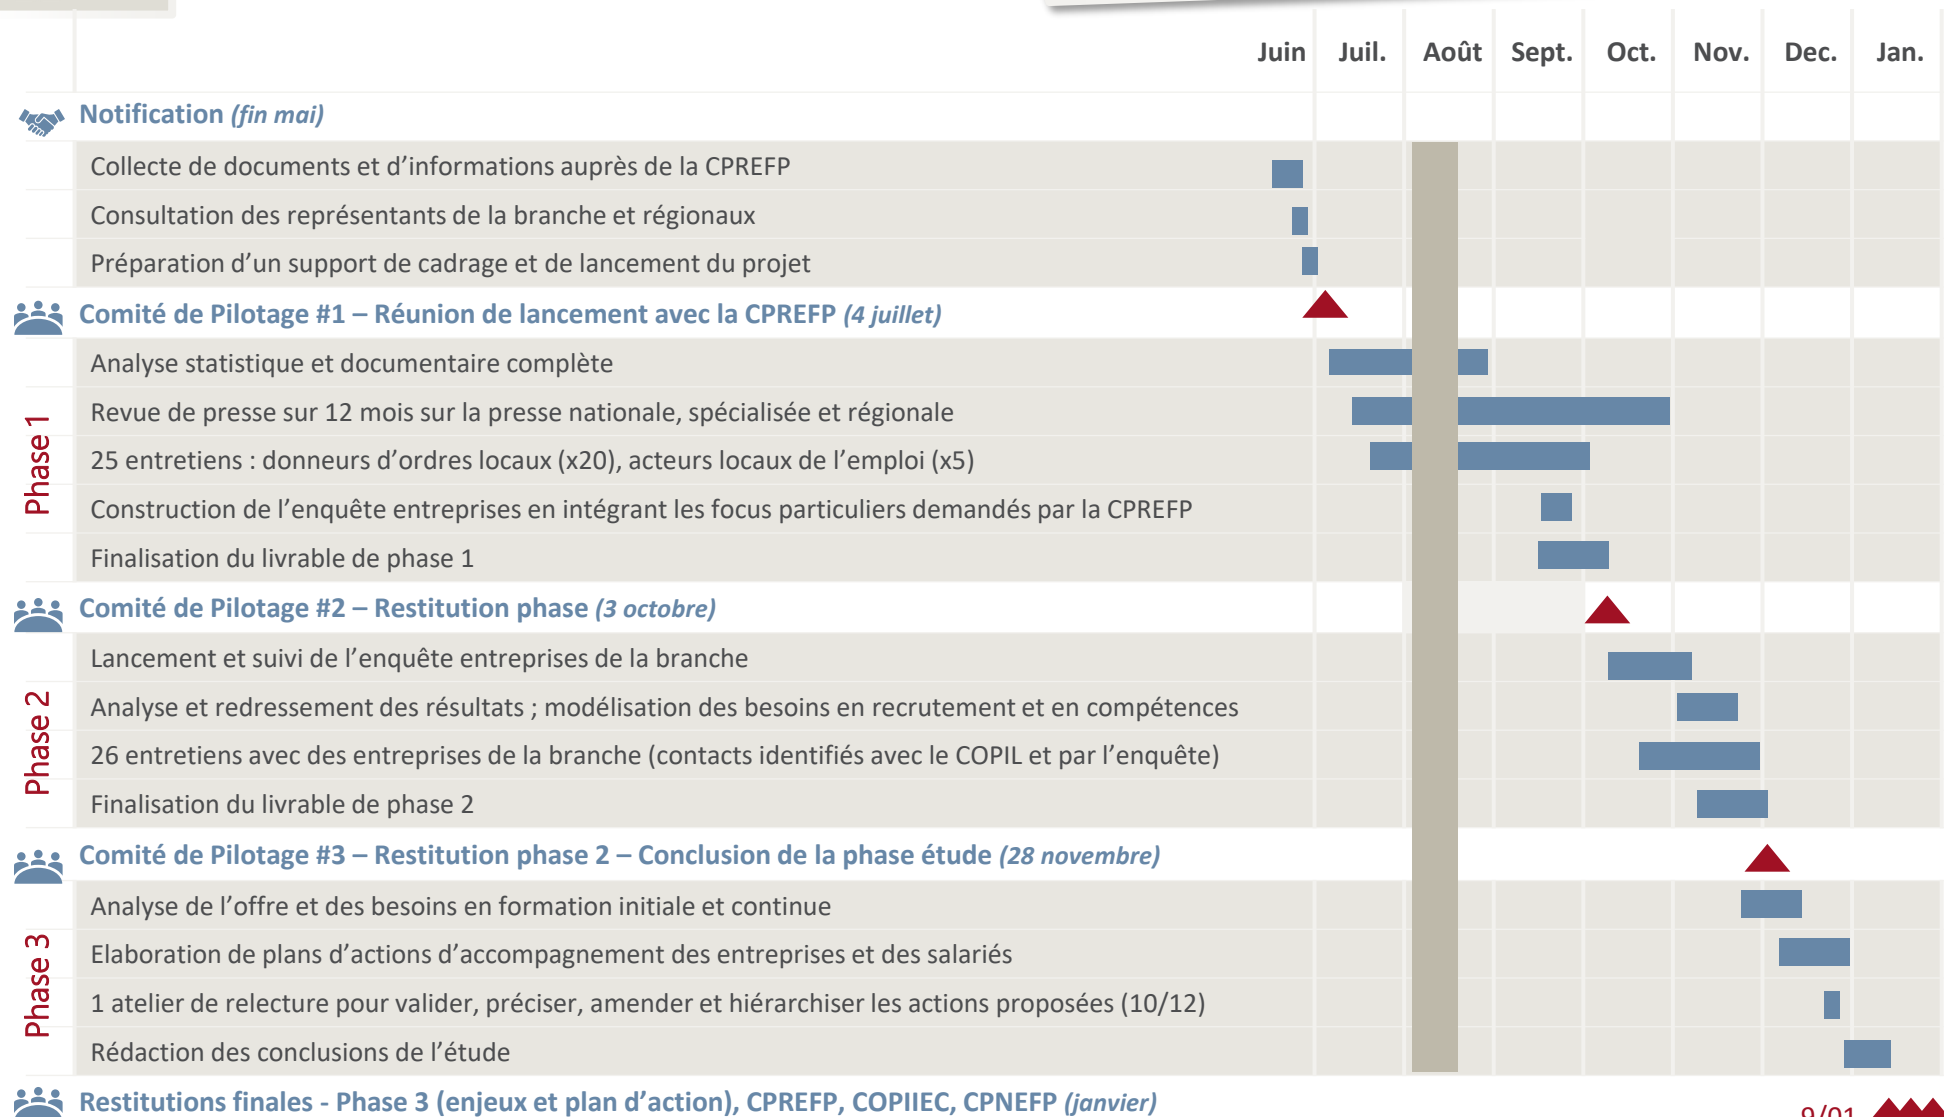 Juin Juil. Août Sept. Oct. Nov. Dec. Jan.
Notification (fin mai)
Collecte de documents et d'informations auprès de la CPREFP
Consultation des représentants de la branche et régionaux
Préparation d'un support de cadrage et de lancement du projet
Comité de Pilotage #1 – Réunion de lancement avec la CPREFP (4 juillet)
Phase 1
Analyse statistique et documentaire complète
Revue de presse sur 12 mois sur la presse nationale, spécialisée et régionale
25 entretiens : donneurs d'ordres locaux (x20), acteurs locaux de l'emploi (x5)
Construction de l'enquête entreprises en intégrant les focus particuliers demandés par la CPREFP
Finalisation du livrable de phase 1
Comité de Pilotage #2 – Restitution phase (3 octobre)
Phase 2
Lancement et suivi de l'enquête entreprises de la branche
Analyse et redressement des résultats ; modélisation des besoins en recrutement et en compétences
26 entretiens avec des entreprises de la branche (contacts identifiés avec le COPIL et par l'enquête)
Finalisation du livrable de phase 2
Comité de Pilotage #3 – Restitution phase 2 – Conclusion de la phase étude (28 novembre)
Phase 3
Analyse de l'offre et des besoins en formation initiale et continue
Elaboration de plans d'actions d'accompagnement des entreprises et des salariés
1 atelier de relecture pour valider, préciser, amender et hiérarchiser les actions proposées (10/12)
Rédaction des conclusions de l'étude
Restitutions finales - Phase 3 (enjeux et plan d'action), CPREFP, COPIIEC, CPNEFP (janvier)
9/01